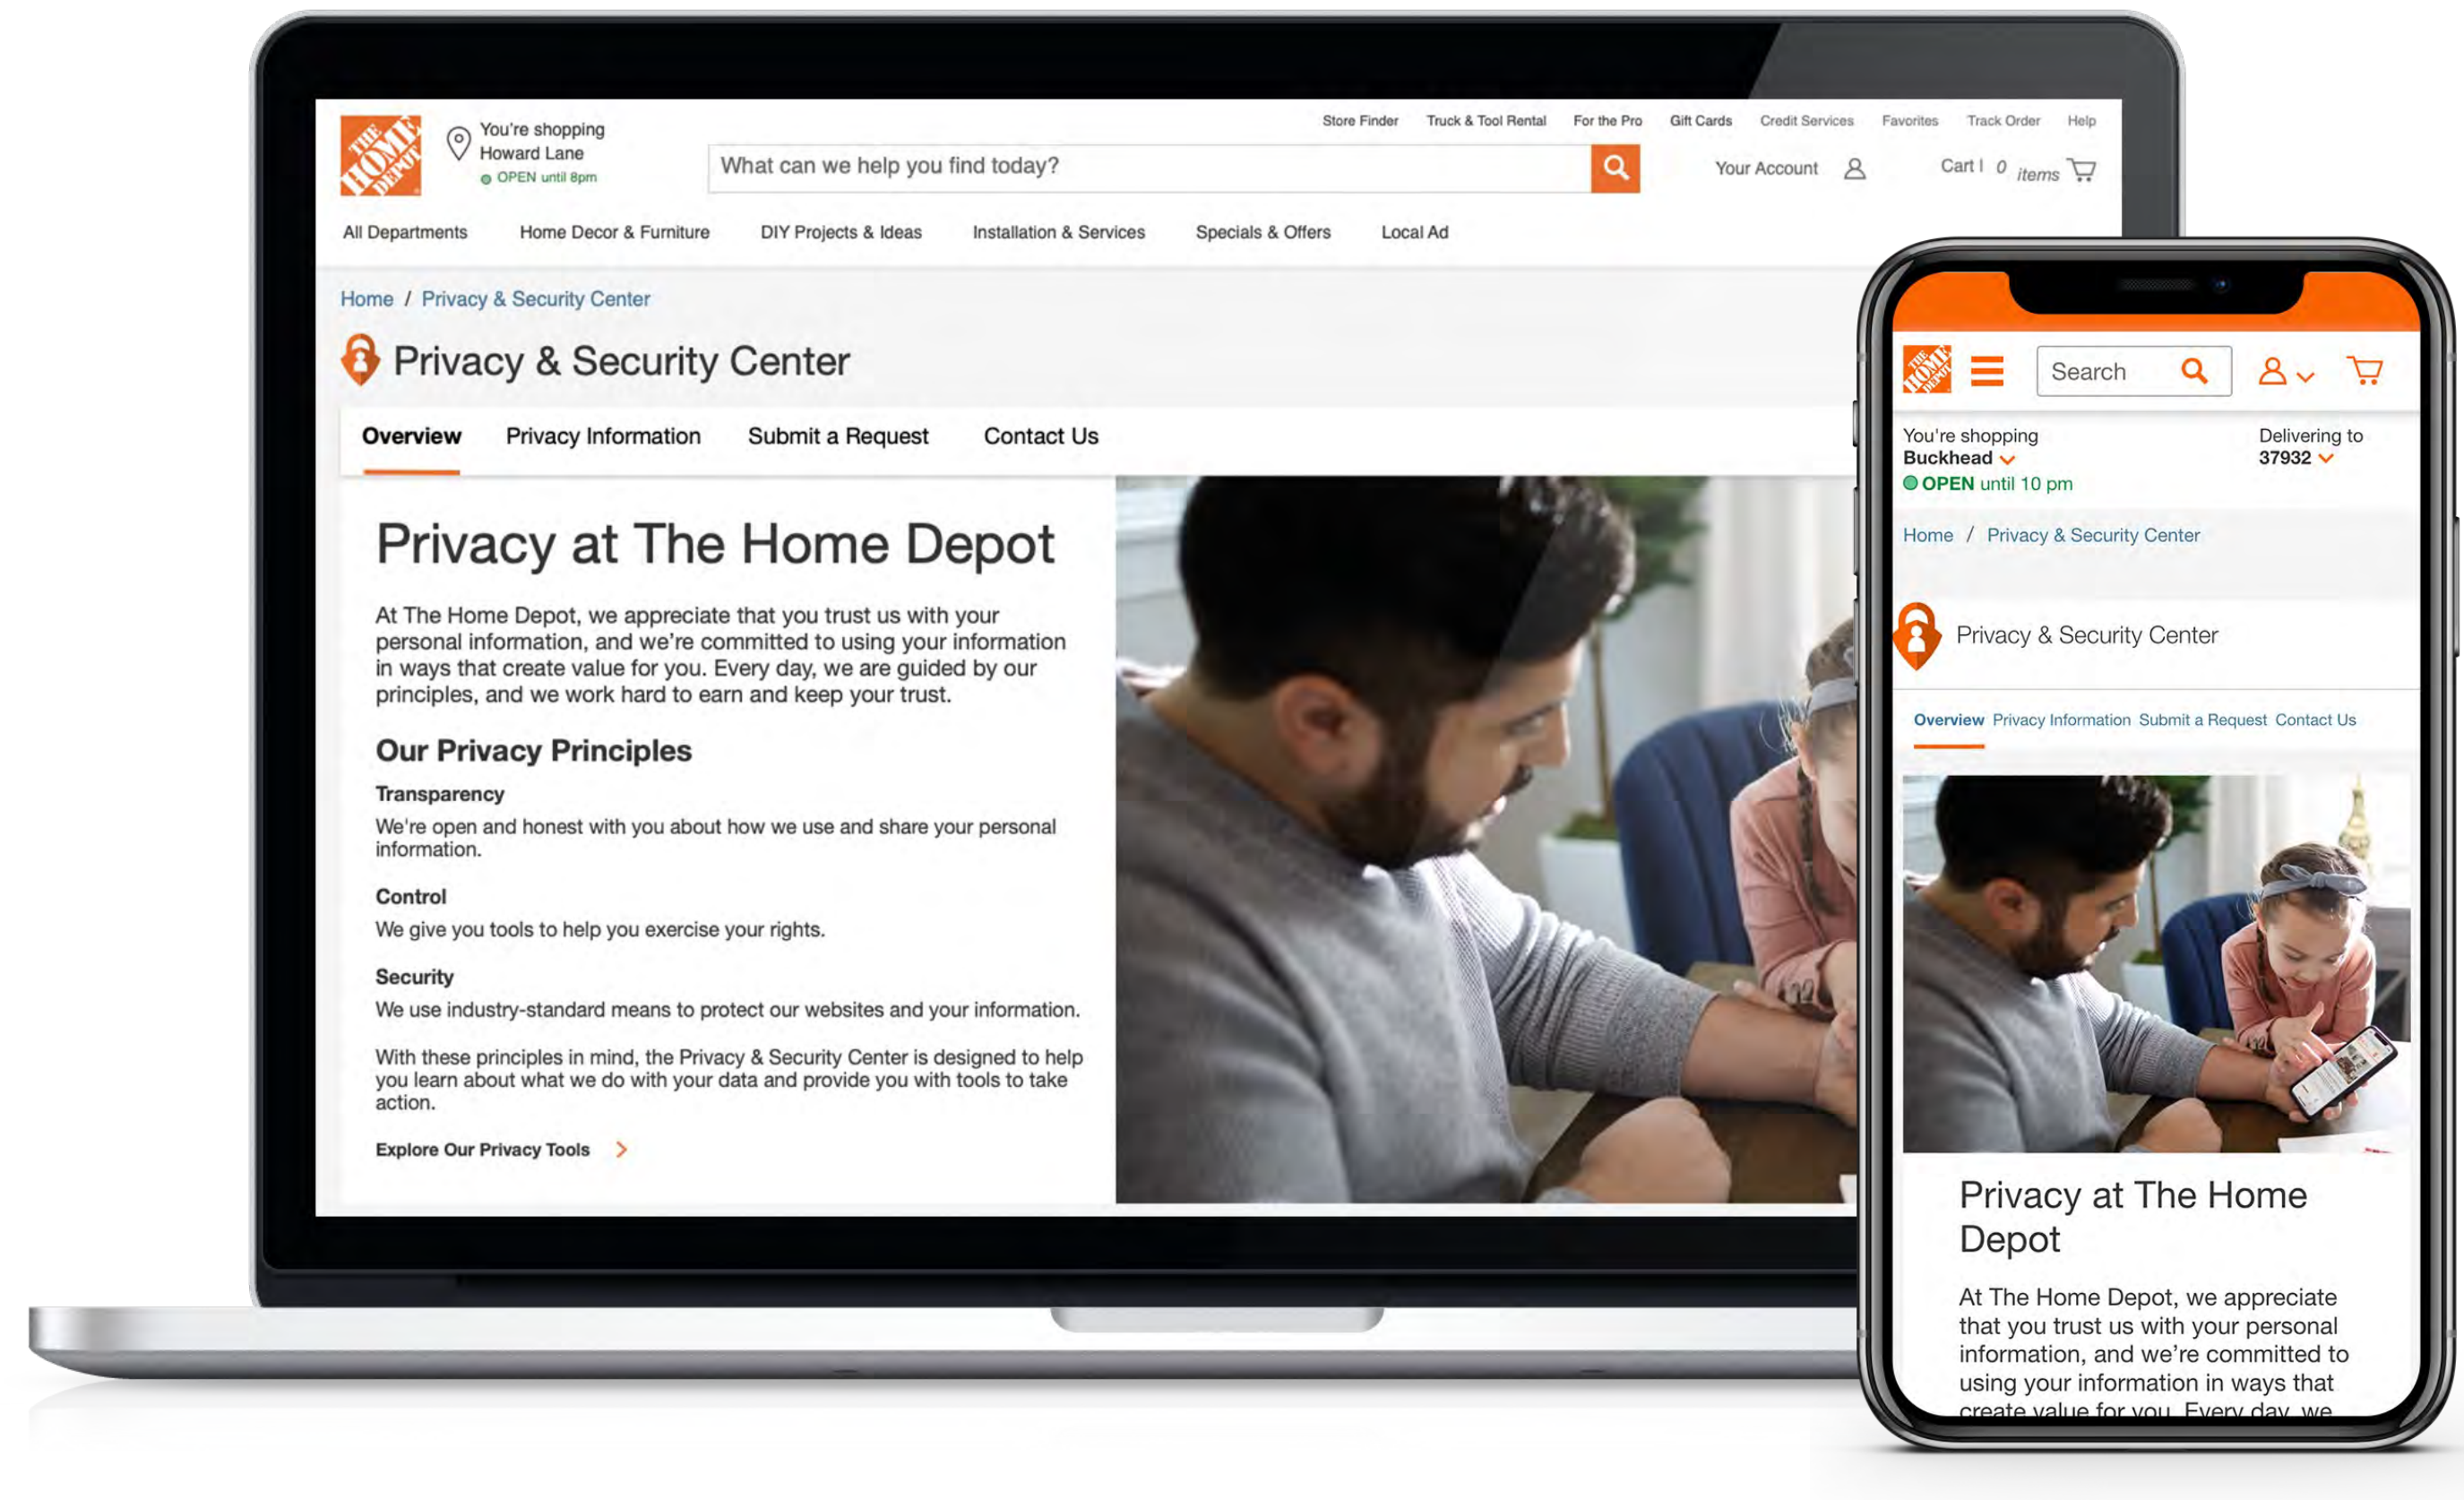 THE
HOME
DEPOT
You're shopping
Howard Lane
OPEN until 8pm
What can we help you find today?
Store Finder Truck & Tool Rental For the Pro Gift Cards Credit Services Favorites Track Order Help
Your Account
Cart | 0 items
All Departments Home Decor & Furniture DIY Projects & Ideas Installation & Services Specials & Offers Local Ad
Home / Privacy & Security Center
Privacy & Security Center
Overview Privacy Information Submit a Request Contact Us
Privacy at The Home Depot
At The Home Depot, we appreciate that you trust us with your
personal information, and we're committed to using your information
in ways that create value for you. Every day, we are guided by our
principles, and we work hard to earn and keep your trust.
Our Privacy Principles
Transparency
We're open and honest with you about how we use and share your personal
information.
Control
We give you tools to help you exercise your rights.
Security
We use industry-standard means to protect our websites and your information.
With these principles in mind, the Privacy & Security Center is designed to help
you learn about what we do with your data and provide you with tools to take
action.
Explore Our Privacy Tools
THE
HOME
DEPOT
Search
You're shopping
Buckhead
OPEN until 10 pm
Delivering to
37932
Home / Privacy & Security Center
Privacy & Security Center
Overview Privacy Information Submit a Request Contact Us
Privacy at The Home
Depot
At The Home Depot, we appreciate
that you trust us with your personal
information, and we're committed to
using your information in ways that
create value for you. Every day, we